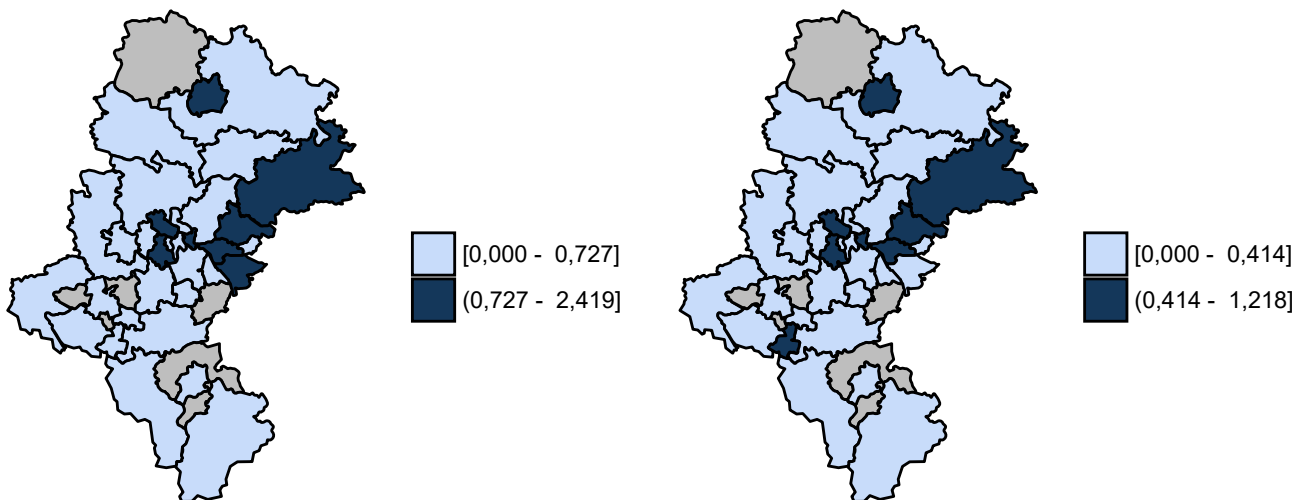 [0,000 - 0,727]
(0,727 - 2,419]
[0,000 - 0,414]
(0,414 - 1,218]